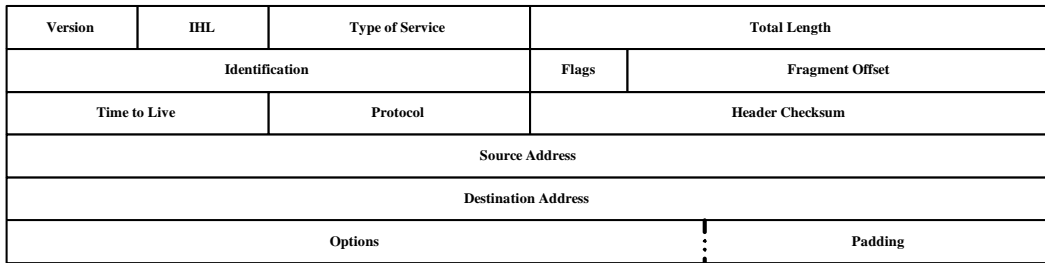 Version IHL Type of Service Total Length
Identification Flags Fragment Offset
Time to Live Protocol Header Checksum
Source Address
Destination Address
Options Padding